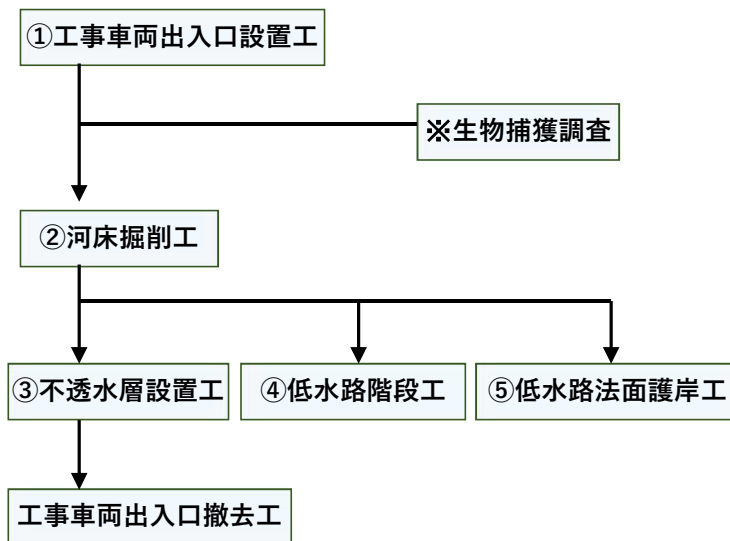 ①工事車両出入口設置工
※生物捕獲調査
②河床掘削工
③不透水層設置工
④低水路階段工
⑤低水路法面護岸工
工事車両出入口撤去工